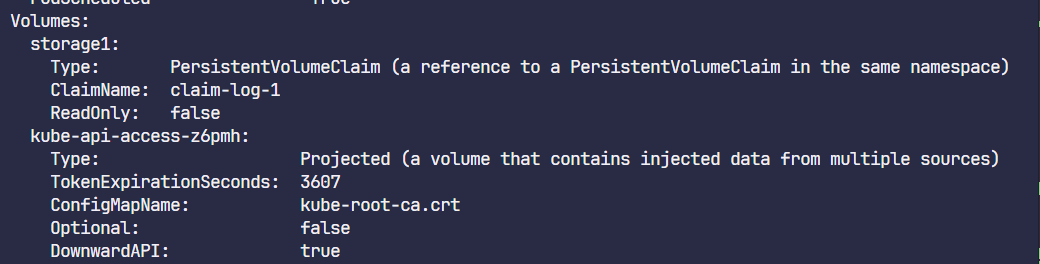 Volumes:
storage1:
Type: PersistentVolumeClaim (a reference to a PersistentVolumeClaim in the same namespace)
ClaimName: claim-log-1
ReadOnly: false
kube-api-access-z6pmh:
Type: Projected (a volume that contains injected data from multiple sources)
TokenExpirationSeconds: 3607
ConfigMapName: kube-root-ca.crt
Optional: false
DownwardAPI: true